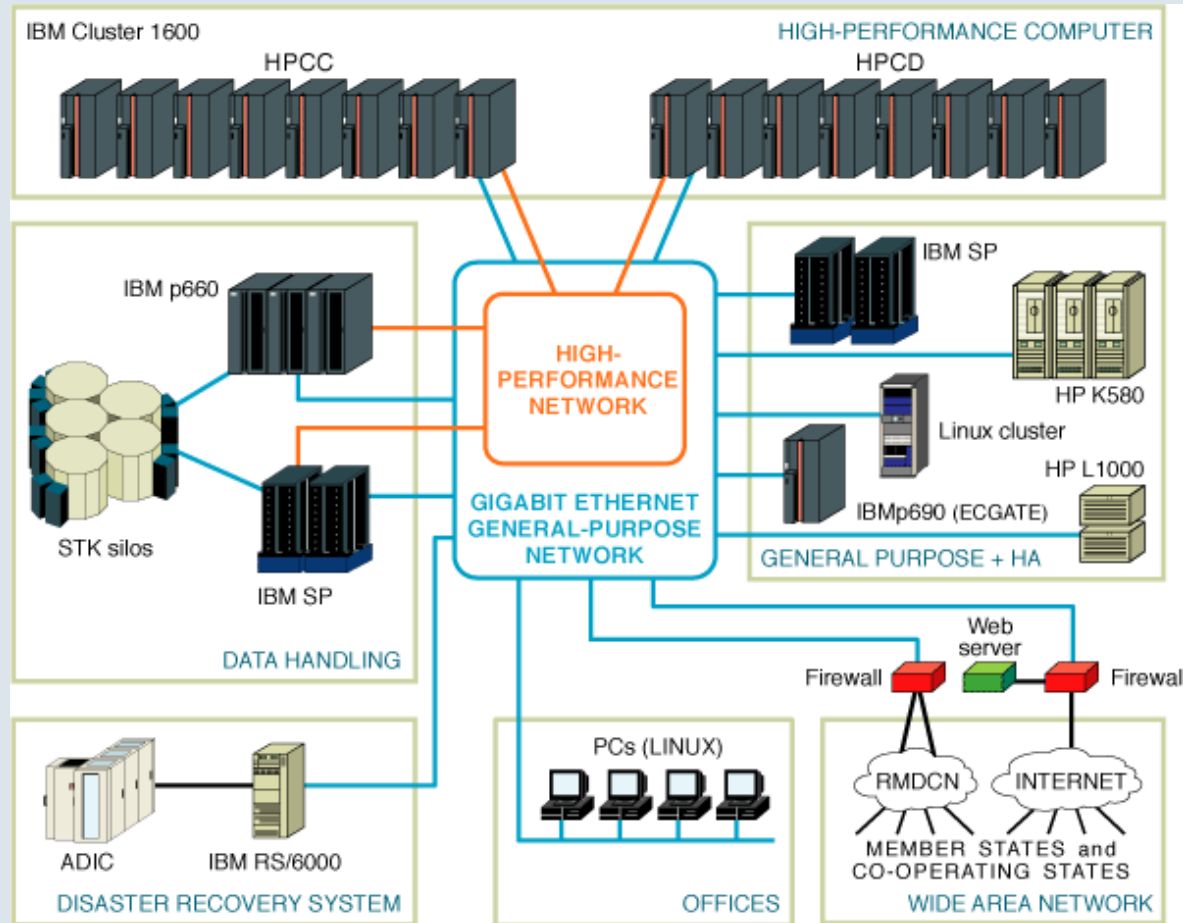 IBM Cluster 1600
HIGH-PERFORMANCE COMPUTER
HPCC
HPCD
IBM p660
STK silos
IBM SP
DATA HANDLING
HIGH-
PERFORMANCE
NETWORK
GIGABIT ETHERNET
GENERAL-PURPOSE
NETWORK
IBM SP
HP K580
Linux cluster
HP L1000
IBMp690 (ECGATE)
GENERAL PURPOSE + HA
Web
server
Firewall
Firewall
ADIC
IBM RS/6000
DISASTER RECOVERY SYSTEM
PCs (LINUX)
OFFICES
RMDCN
INTERNET
MEMBER STATES and
CO-OPERATING STATES
WIDE AREA NETWORK